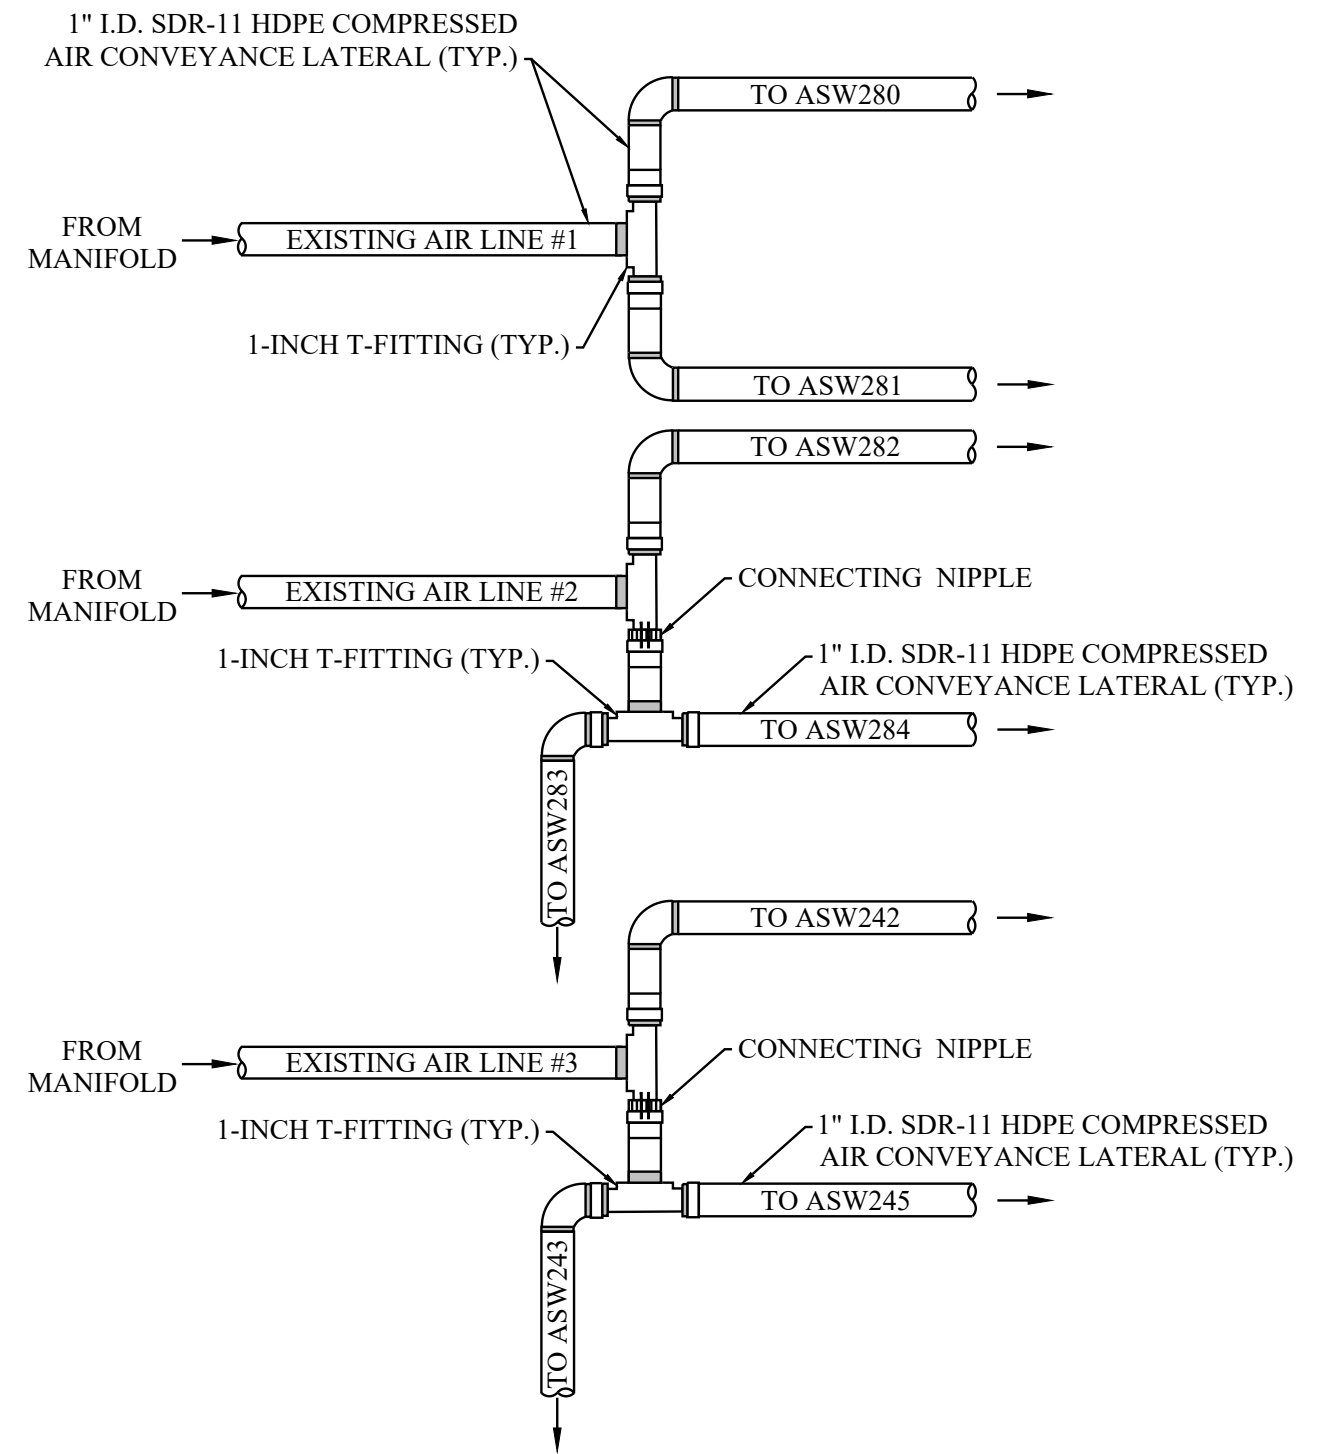 1" I.D. SDR-11 HDPE COMPRESSED
AIR CONVEYANCE LATERAL (TYP.)
TO ASW280
FROM
MANIFOLD
EXISTING AIR LINE #1
1-INCH T-FITTING (TYP.)
TO ASW281
TO ASW282
FROM
MANIFOLD
EXISTING AIR LINE #2
CONNECTING NIPPLE
1-INCH T-FITTING (TYP.)
1" I.D. SDR-11 HDPE COMPRESSED
AIR CONVEYANCE LATERAL (TYP.)
TO ASW284
TO ASW283
TO ASW242
FROM
MANIFOLD
EXISTING AIR LINE #3
CONNECTING NIPPLE
1-INCH T-FITTING (TYP.)
1" I.D. SDR-11 HDPE COMPRESSED
AIR CONVEYANCE LATERAL (TYP.)
TO ASW245
TO ASW243